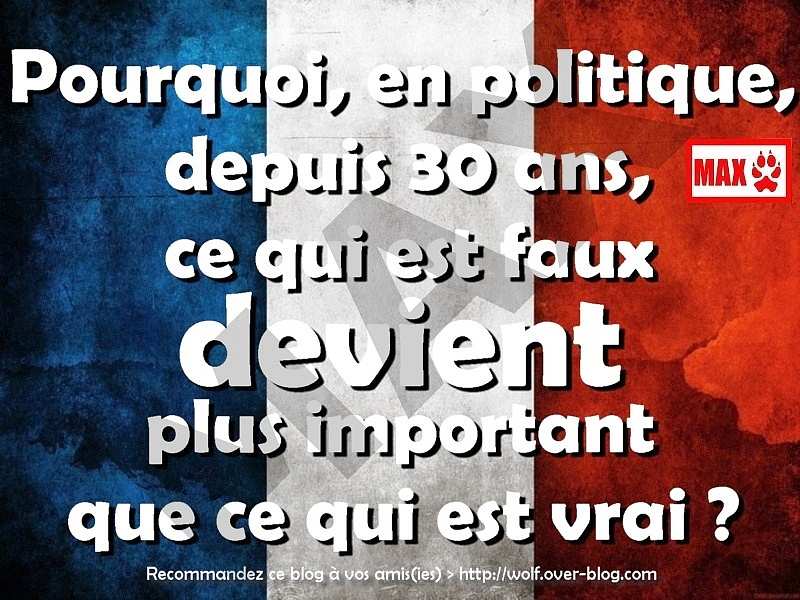 Pourquoi, en politique,
depuis 30 ans,
MAX
ce qui est faux
devient
plus important
que ce qui est vrai ?
Recommandez ce blog à vos amis(ies) > http://wolf.over-blog.com